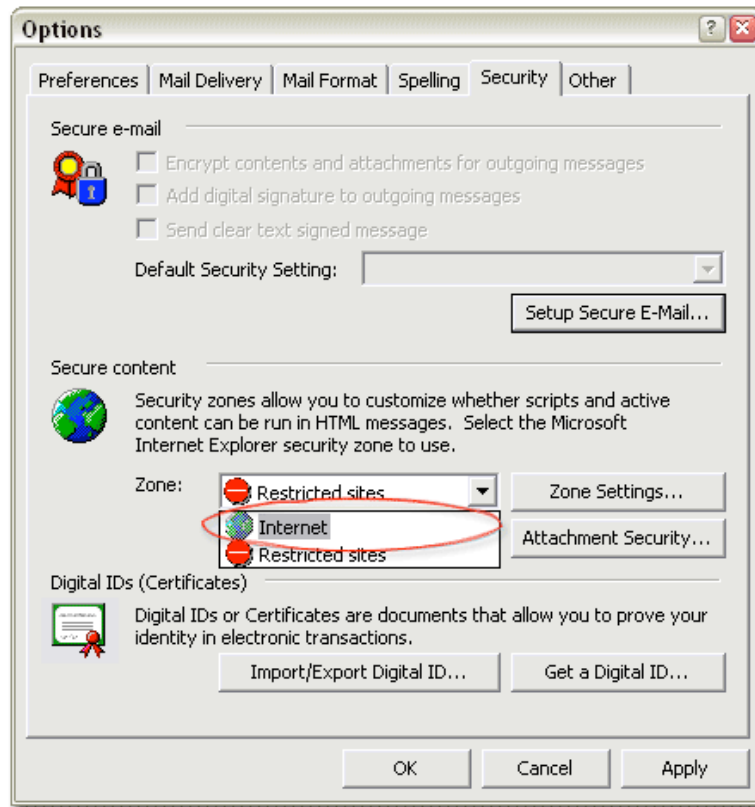 Options
Preferences Mail Delivery Mail Format Spelling Security Other
Secure e-mail
Encrypt contents and attachments for outgoing messages
Add digital signature to outgoing messages
Send clear text signed message
Default Security Setting:
Setup Secure E-Mail...
Secure content
Security zones allow you to customize whether scripts and active
content can be run in HTML messages. Select the Microsoft
Internet Explorer security zone to use.
Zone: Restricted sites Zone Settings...
Internet
Restricted sites
Attachment Security...
Digital IDs (Certificates)
Digital IDs or Certificates are documents that allow you to prove your
identity in electronic transactions.
Import/Export Digital ID... Get a Digital ID...
OK Cancel Apply